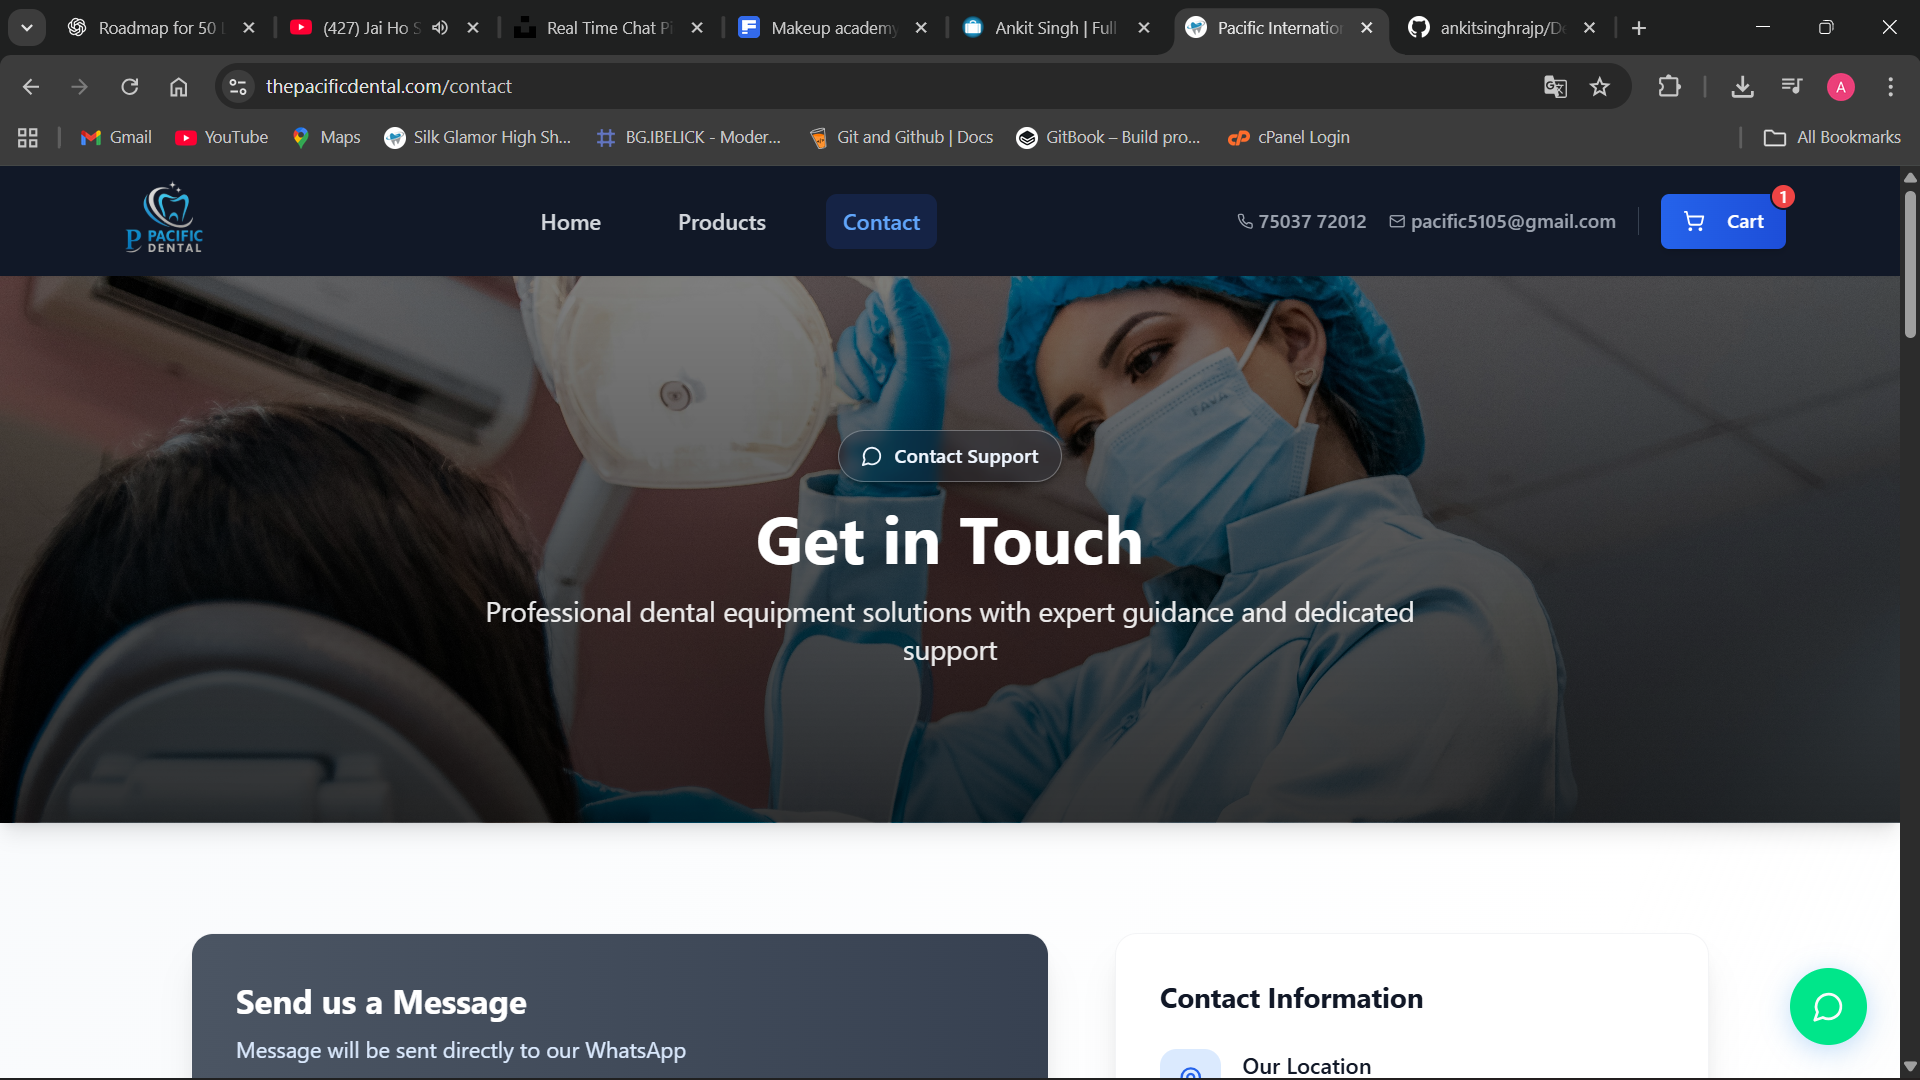 Roadmap for 50
(427) Jai Ho S
Real Time Chat Pi
Makeup academy
Ankit Singh | Full
Pacific Internatio
ankitsinghrajp/De
thepacificdental.com/contact
A
Gmail
YouTube
Maps
Silk Glamor High Sh...
BG.IBELICK - Moder...
Git and Github | Docs
GitBook – Build pro...
cPanel Login
All Bookmarks
P PACIFIC
DENTAL
Home
Products
Contact
75037 72012
pacific5105@gmail.com
Cart
1
Contact Support
Get in Touch
Professional dental equipment solutions with expert guidance and dedicated
support
Send us a Message
Message will be sent directly to our WhatsApp
Contact Information
Our Location